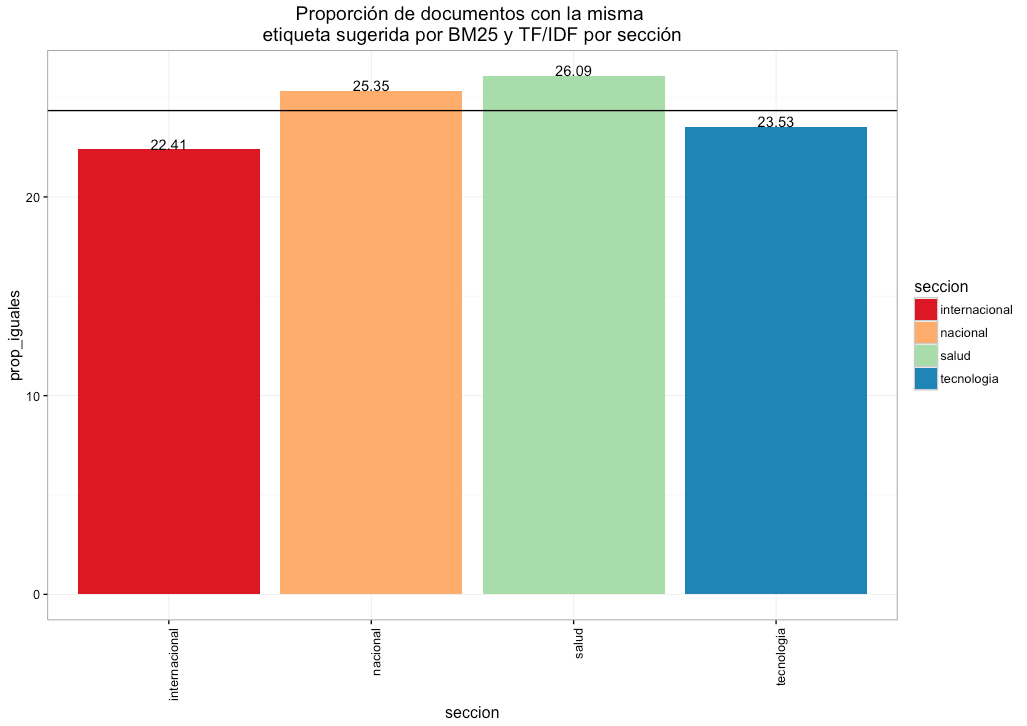 Proporción de documentos con la misma
etiqueta sugerida por BM25 y TF/IDF por sección
26.09
25.35
23.53
22.41
20
10
0
prop_iguales
internacional
nacional
salud
tecnologia
seccion
seccion
internacional
nacional
salud
tecnologia